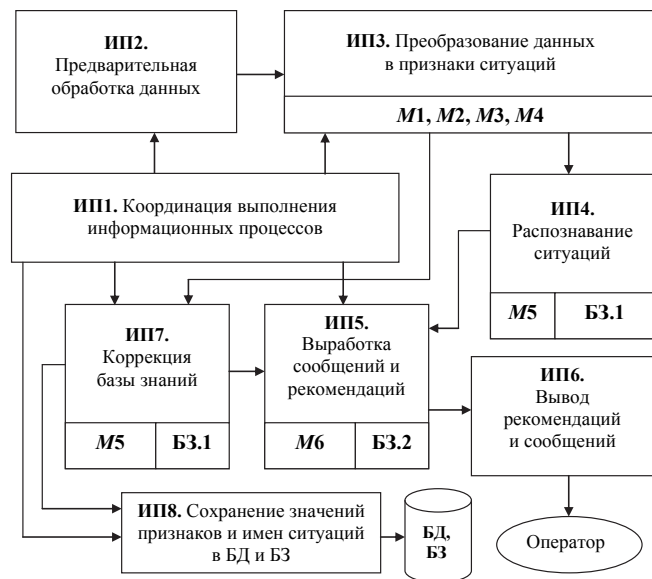 ИП2.
Предварительная
обработка данных
ИП3. Преобразование данных
в признаки ситуаций
М1, М2, М3, М4
ИП1. Координация выполнения
информационных процессов
ИП4.
Распознавание
ситуаций
М5
БЗ.1
ИП7.
Коррекция
базы знаний
М5
БЗ.1
ИП5.
Выработка
сообщений и
рекомендаций
М6
БЗ.2
ИП6.
Вывод
рекомендаций
и сообщений
ИП8. Сохранение значений
признаков и имен ситуаций
в БД и БЗ
БД,
БЗ
Оператор